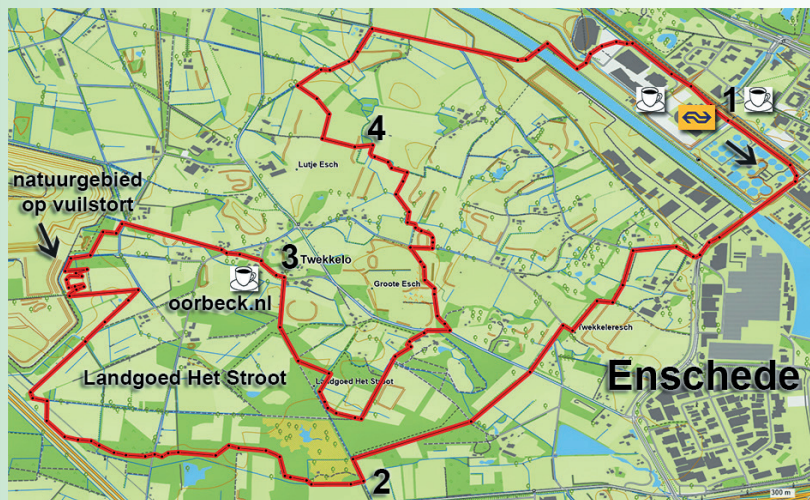 1
4
Lutje Esch
natuurgebied
op vuilstort
3
Twekkelo
oorbeck.nl
Groote Esch
Twekkeleresch
Landgoed Het Stroot
Landgoed Het Stroot
Enschede
2
300 m